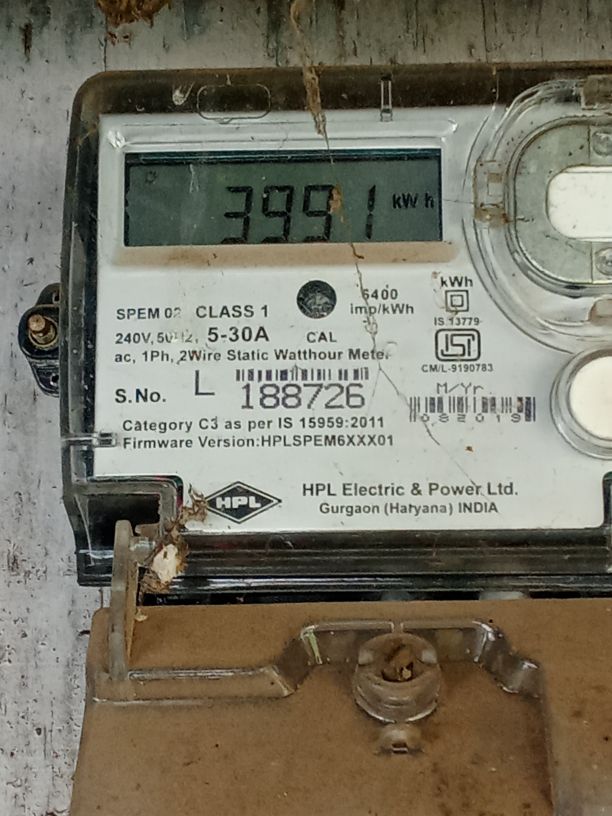 3991 kWh
SPEM 02 CLASS 1
6400 imp/kWh
kWh
240V, 50Hz, 5-30A
CAL
IS 13779
ac, 1Ph, 2Wire Static Watthour Meter
ISI
CM/L-9190783
S.No. L 188726
M/Yr.
082019
Category C3 as per IS 15959:2011
Firmware Version:HPLSPEM6XXX01
HPL
HPL Electric & Power Ltd.
Gurgaon (Haryana) INDIA